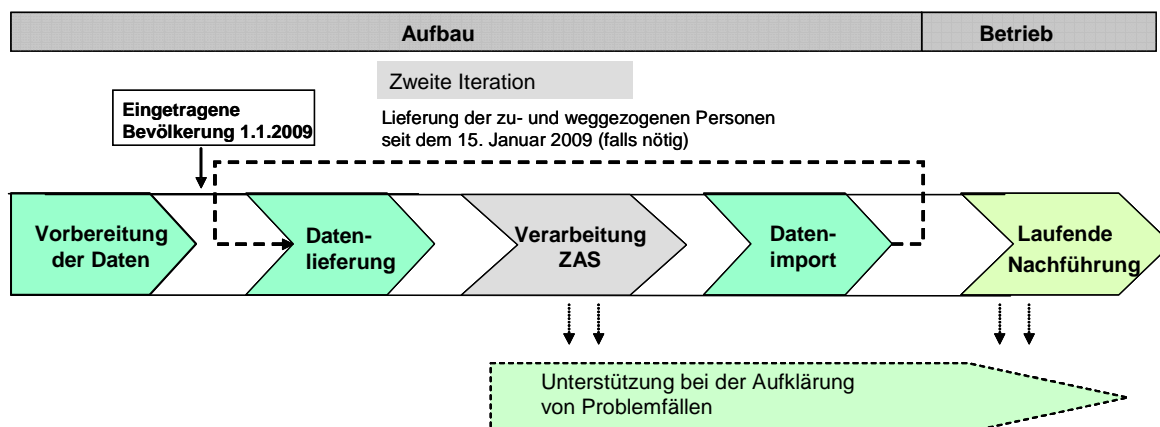 Aufbau
Betrieb
Zweite Iteration
Eingetragene
Bevölkerung 1.1.2009
Lieferung der zu- und weggezogenen Personen
seit dem 15. Januar 2009 (falls nötig)
Vorbereitung
der Daten
Daten-
lieferung
Verarbeitung
ZAS
Daten-
import
Laufende
Nachführung
Unterstützung bei der Aufklärung
von Problemfällen